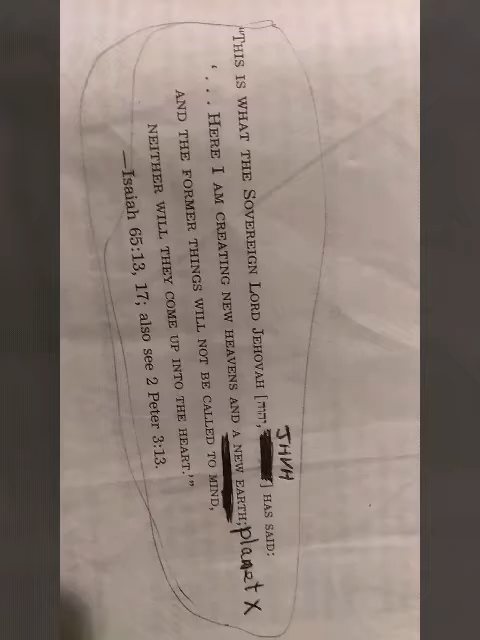 JHVH
"THIS IS WHAT THE SOVEREIGN LORD JEHOVAH [יהוה, ] HAS SAID:
' . . . HERE I AM CREATING NEW HEAVENS AND A NEW EARTH; planet X
AND THE FORMER THINGS WILL NOT BE CALLED TO MIND,
NEITHER WILL THEY COME UP INTO THE HEART.'"
—Isaiah 65:13, 17; also see 2 Peter 3:13.